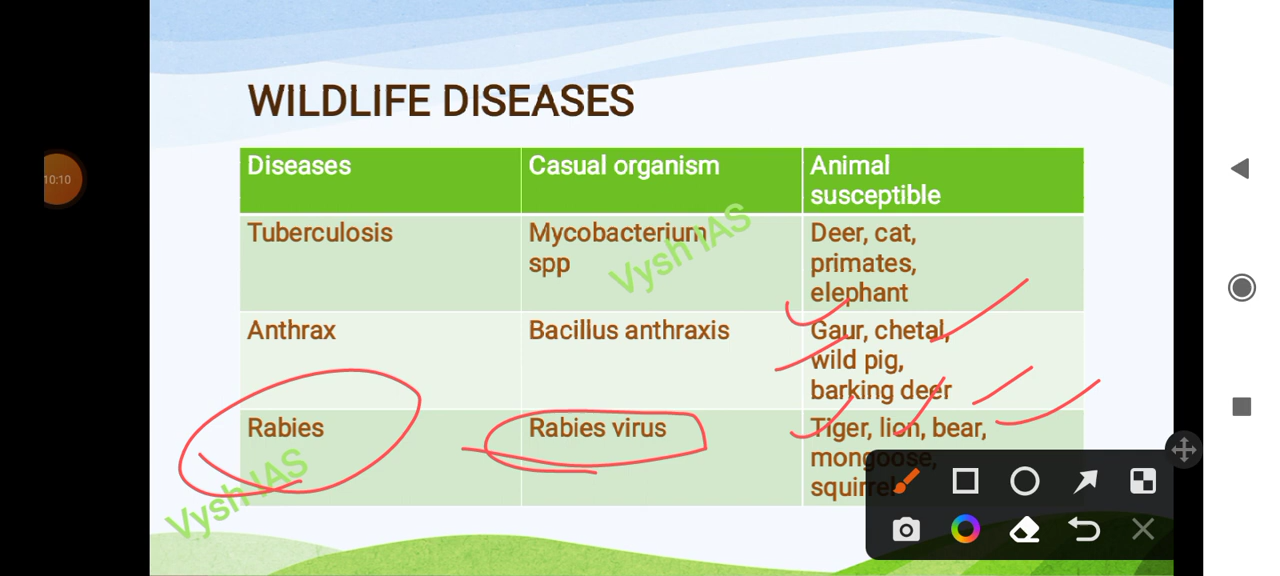 WILDLIFE DISEASES
Diseases
Casual organism
Animal
susceptible
Tuberculosis
Mycobacterium
spp
Deer, cat,
primates,
elephant
Anthrax
Bacillus anthraxis
Gaur, chetal,
wild pig,
barking deer
Rabies
Rabies virus
Tiger, lion, bear,
mongoose,
squirrel
Vysh IAS
Vysh IAS
10:10